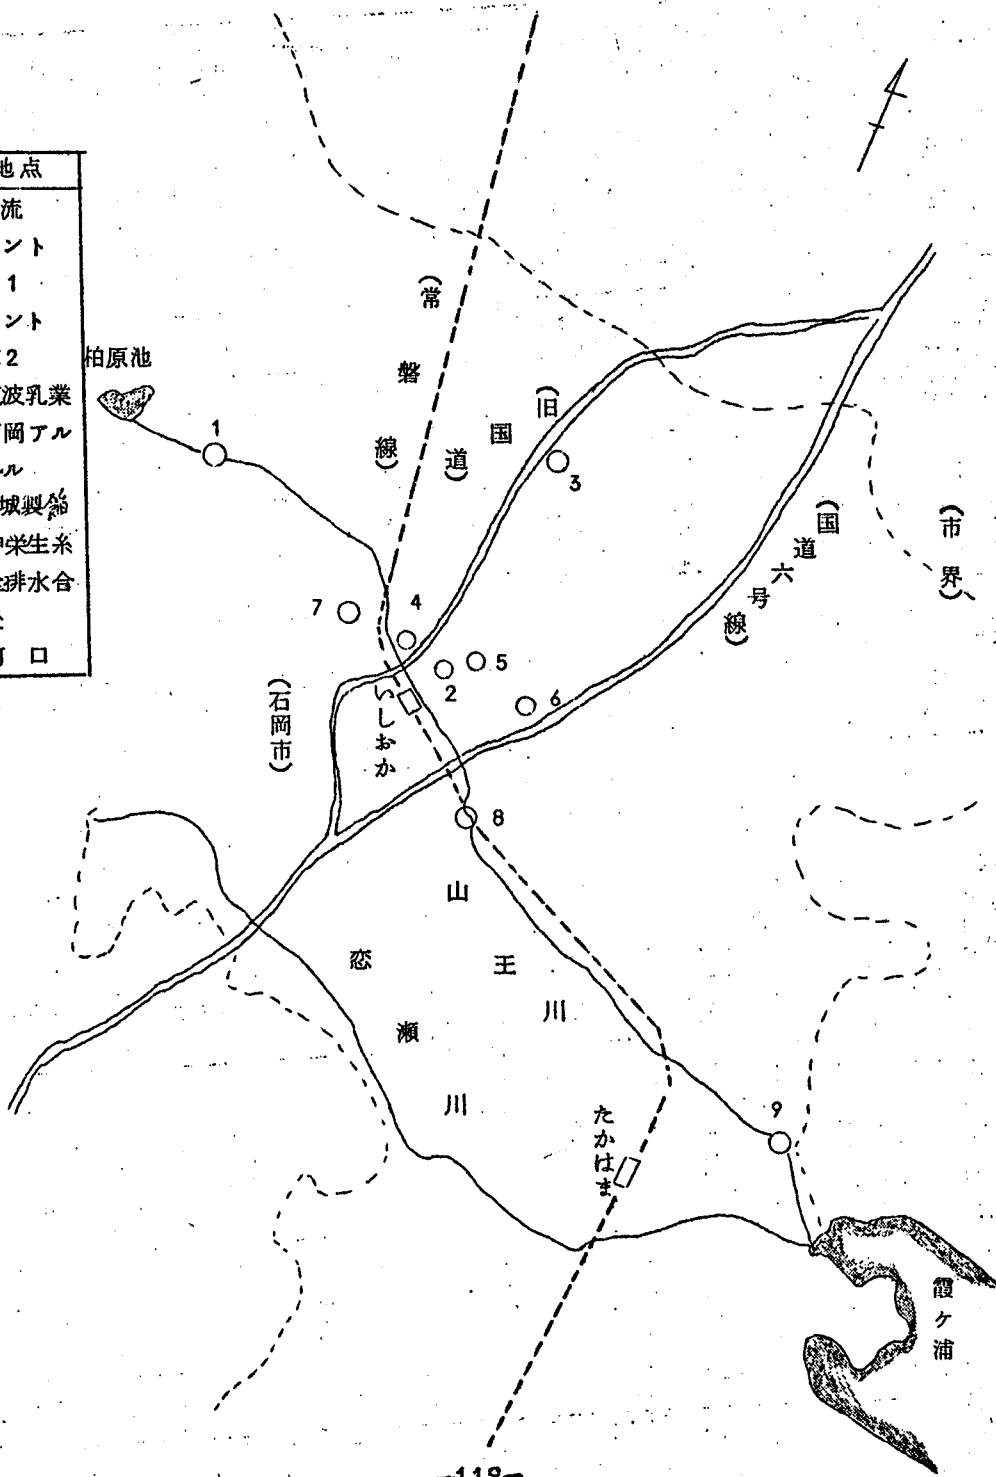 地点
流
ント
1
ント
2
波乳業
岡アル
ル
城製飴
栄生糸
排水合
口
柏原池
1
(常磐線)
(旧国道)
3
(国道六号線)
(市界)
7
4
5
2
6
(石岡市)
いしおか
8
山王川
恋瀬川
9
たかはま
霞ケ浦
-118-